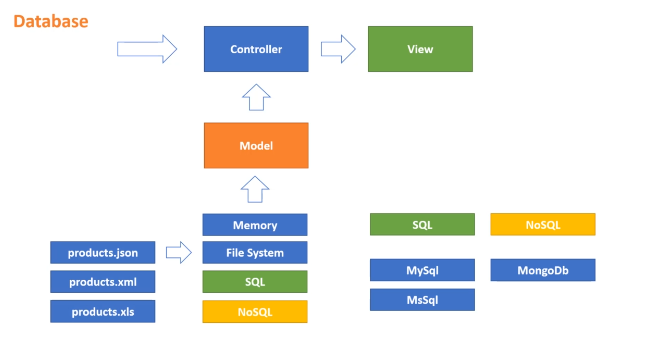 Database
Controller
View
Model
Memory
products.json
File System
products.xml
SQL
products.xls
NoSQL
SQL
NoSQL
MySql
MongoDb
MsSql